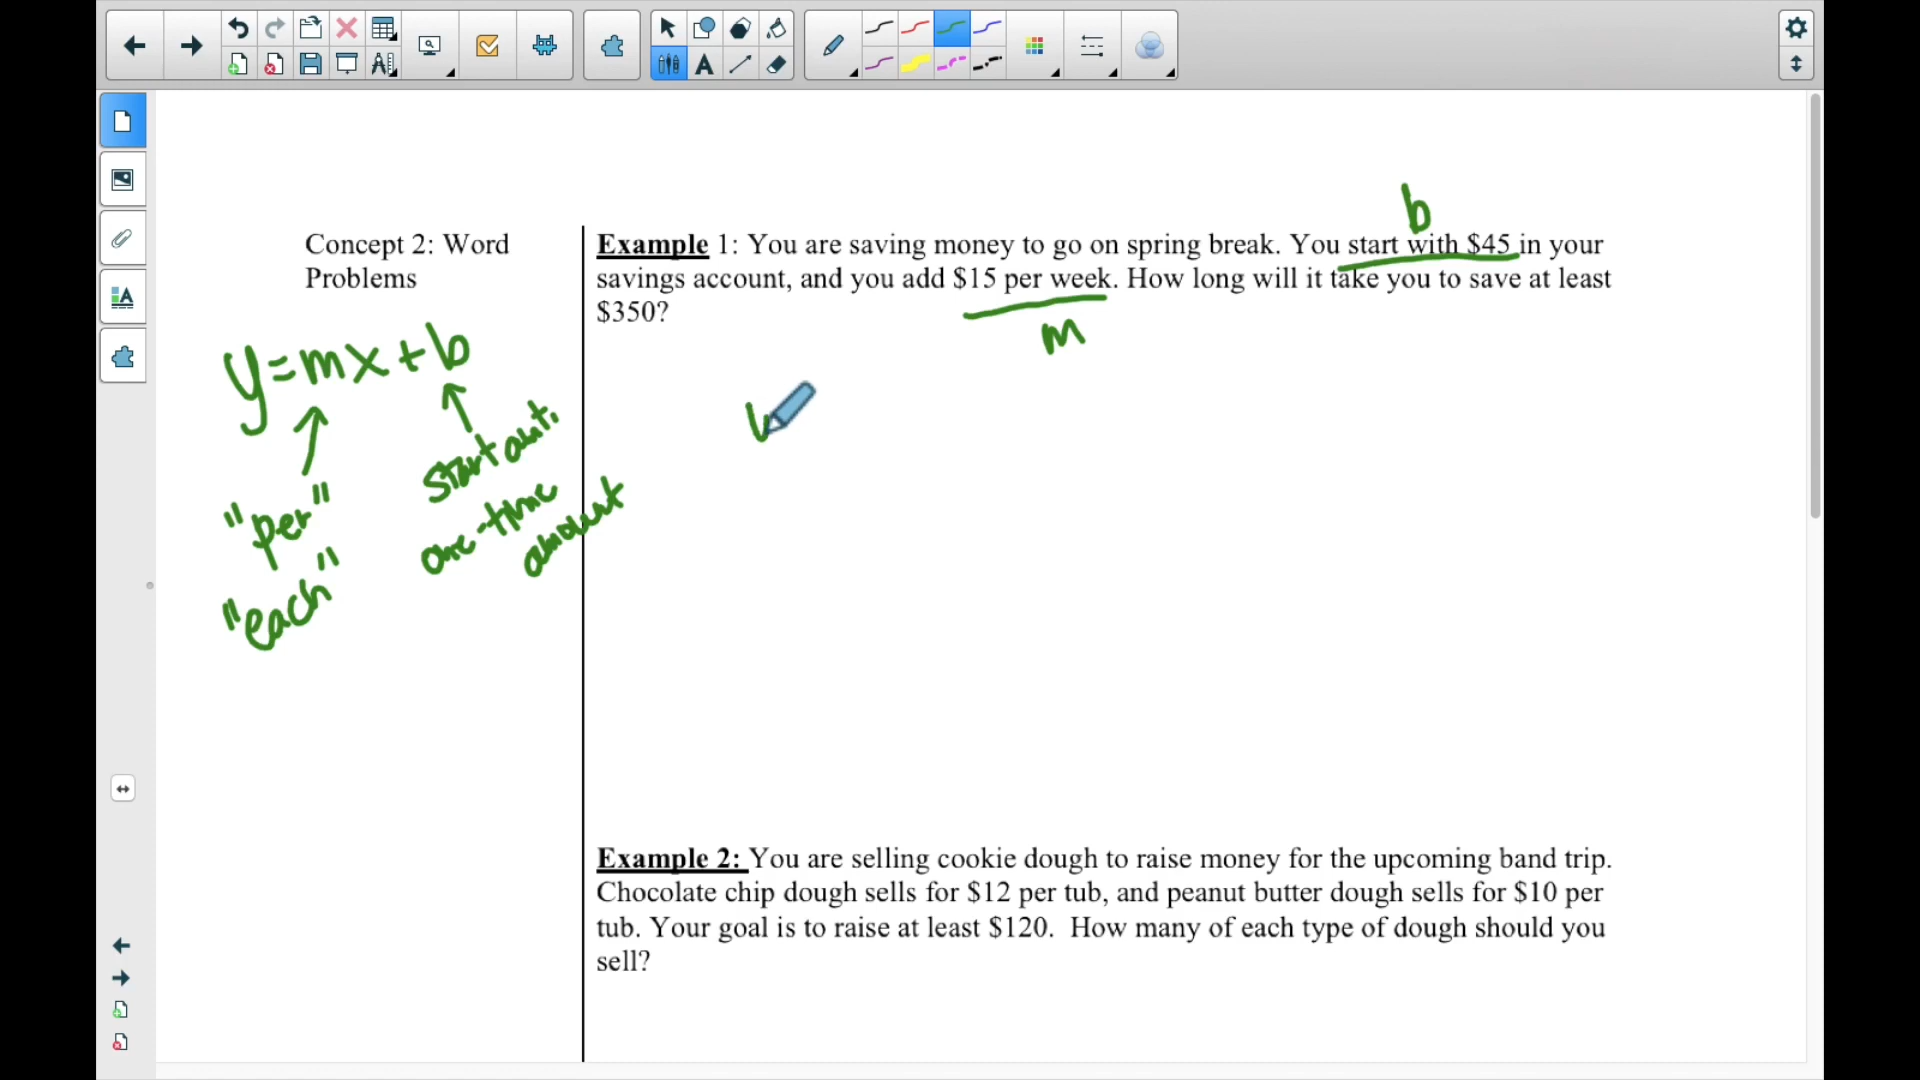 Concept 2: Word
Problems
y=mx+b
"per"
"each"
start amt.
one-time
amount
b
Example 1: You are saving money to go on spring break. You start with $45 in your
savings account, and you add $15 per week. How long will it take you to save at least
$350?
m
Example 2: You are selling cookie dough to raise money for the upcoming band trip.
Chocolate chip dough sells for $12 per tub, and peanut butter dough sells for $10 per
tub. Your goal is to raise at least $120. How many of each type of dough should you
sell?